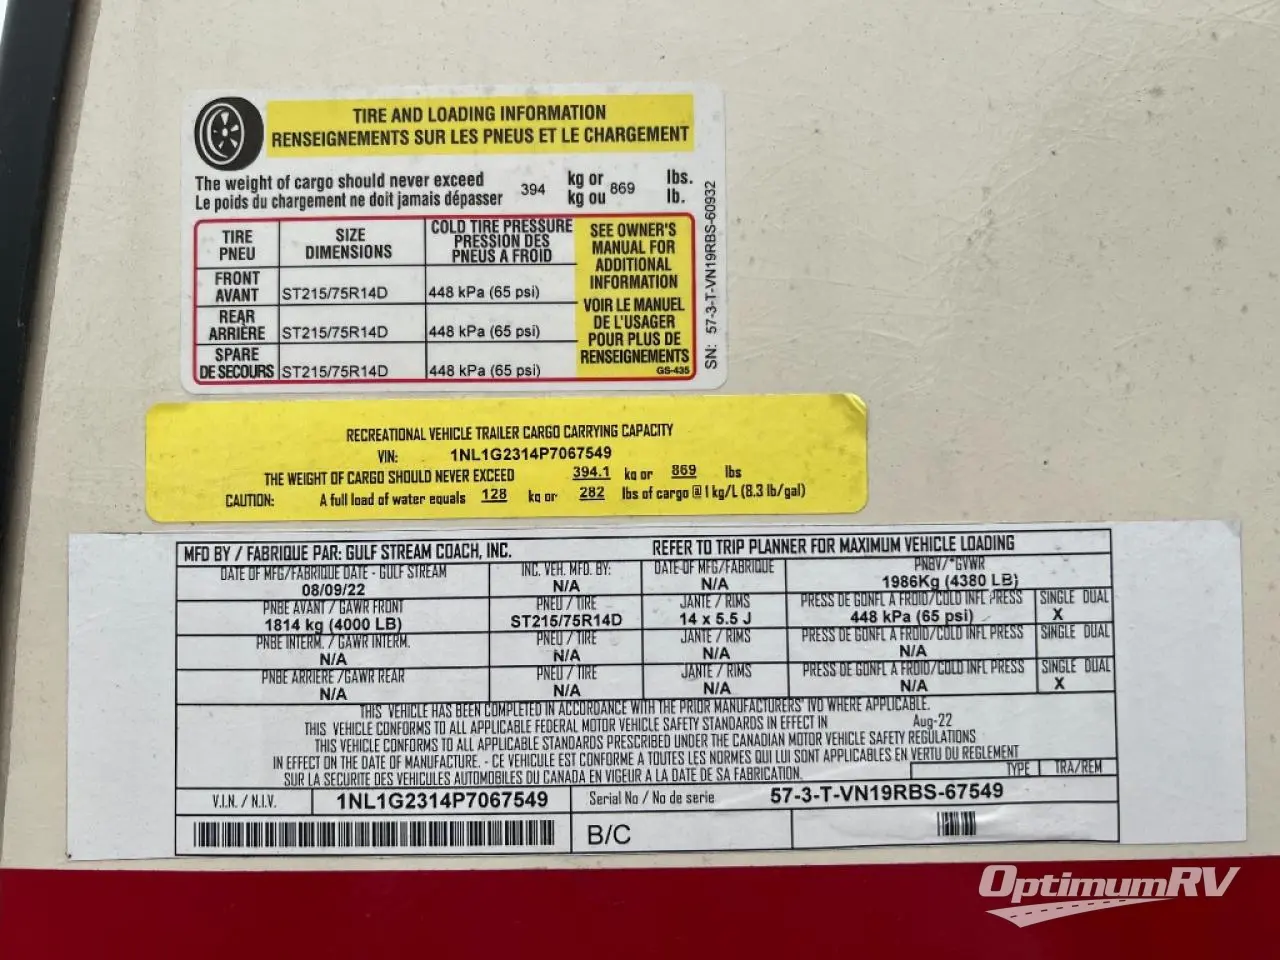 TIRE AND LOADING INFORMATION
RENSEIGNEMENTS SUR LES PNEUS ET LE CHARGEMENT
The weight of cargo should never exceed 394 kg or 869 lbs.
Le poids du chargement ne doit jamais dépasser kg ou lb.
TIRE PNEU SIZE DIMENSIONS COLD TIRE PRESSURE PRESSION DES PNEUS A FROID
FRONT AVANT ST215/75R14D 448 kPa (65 psi)
REAR ARRIÈRE ST215/75R14D 448 kPa (65 psi)
SPARE DE SECOURS ST215/75R14D 448 kPa (65 psi)
SEE OWNER'S
MANUAL FOR
ADDITIONAL
INFORMATION
VOIR LE MANUEL
DE L'USAGER
POUR PLUS DE
RENSEIGNEMENTS
GS-435
SN: 57-3-T-VN19RBS-60932
RECREATIONAL VEHICLE TRAILER CARGO CARRYING CAPACITY
VIN: 1NL1G2314P7067549
THE WEIGHT OF CARGO SHOULD NEVER EXCEED 394.1 kg or 869 lbs
CAUTION: A full load of water equals 128 kg or 282 lbs of cargo @ 1 kg/L (8.3 lb/gal)
MFD BY / FABRIQUE PAR: GULF STREAM COACH, INC. REFER TO TRIP PLANNER FOR MAXIMUM VEHICLE LOADING
DATE OF MFG/FABRIQUE DATE - GULF STREAM INC. VEH. MFD. BY: DATE OF MFG/FABRIQUE PNBV/*GVWR
08/09/22 N/A N/A 1986Kg (4380 LB)
PNBE AVANT / GAWR FRONT PNEU / TIRE JANTE / RIMS PRESS DE GONFL A FROID/COLD INFL PRESS SINGLE DUAL
1814 kg (4000 LB) ST215/75R14D 14 x 5.5 J 448 kPa (65 psi) X
PNBE INTERM. / GAWR INTERM. PNEU / TIRE JANTE / RIMS PRESS DE GONFL A FROID/COLD INFL PRESS SINGLE DUAL
N/A N/A N/A N/A
PNBE ARRIERE /GAWR REAR PNEU / TIRE JANTE / RIMS PRESS DE GONFL A FROID/COLD INFL PRESS SINGLE DUAL
N/A N/A N/A N/A X
THIS VEHICLE HAS BEEN COMPLETED IN ACCORDANCE WITH THE PRIOR MANUFACTURERS' IVD WHERE APPLICABLE.
THIS VEHICLE CONFORMS TO ALL APPLICABLE FEDERAL MOTOR VEHICLE SAFETY STANDARDS IN EFFECT IN Aug-22
THIS VEHICLE CONFORMS TO ALL APPLICABLE STANDARDS PRESCRIBED UNDER THE CANADIAN MOTOR VEHICLE SAFETY REGULATIONS
IN EFFECT ON THE DATE OF MANUFACTURE. - CE VEHICULE EST CONFORME A TOUTES LES NORMES QUI LUI SONT APPLICABLES EN VERTU DU REGLEMENT
SUR LA SECURITE DES VEHICULES AUTOMOBILES DU CANADA EN VIGEUR A LA DATE DE SA FABRICATION. TYPE TRA/REM
V.I.N. / N.I.V. 1NL1G2314P7067549 Serial No / No de serie 57-3-T-VN19RBS-67549
B/C
OptimumRV